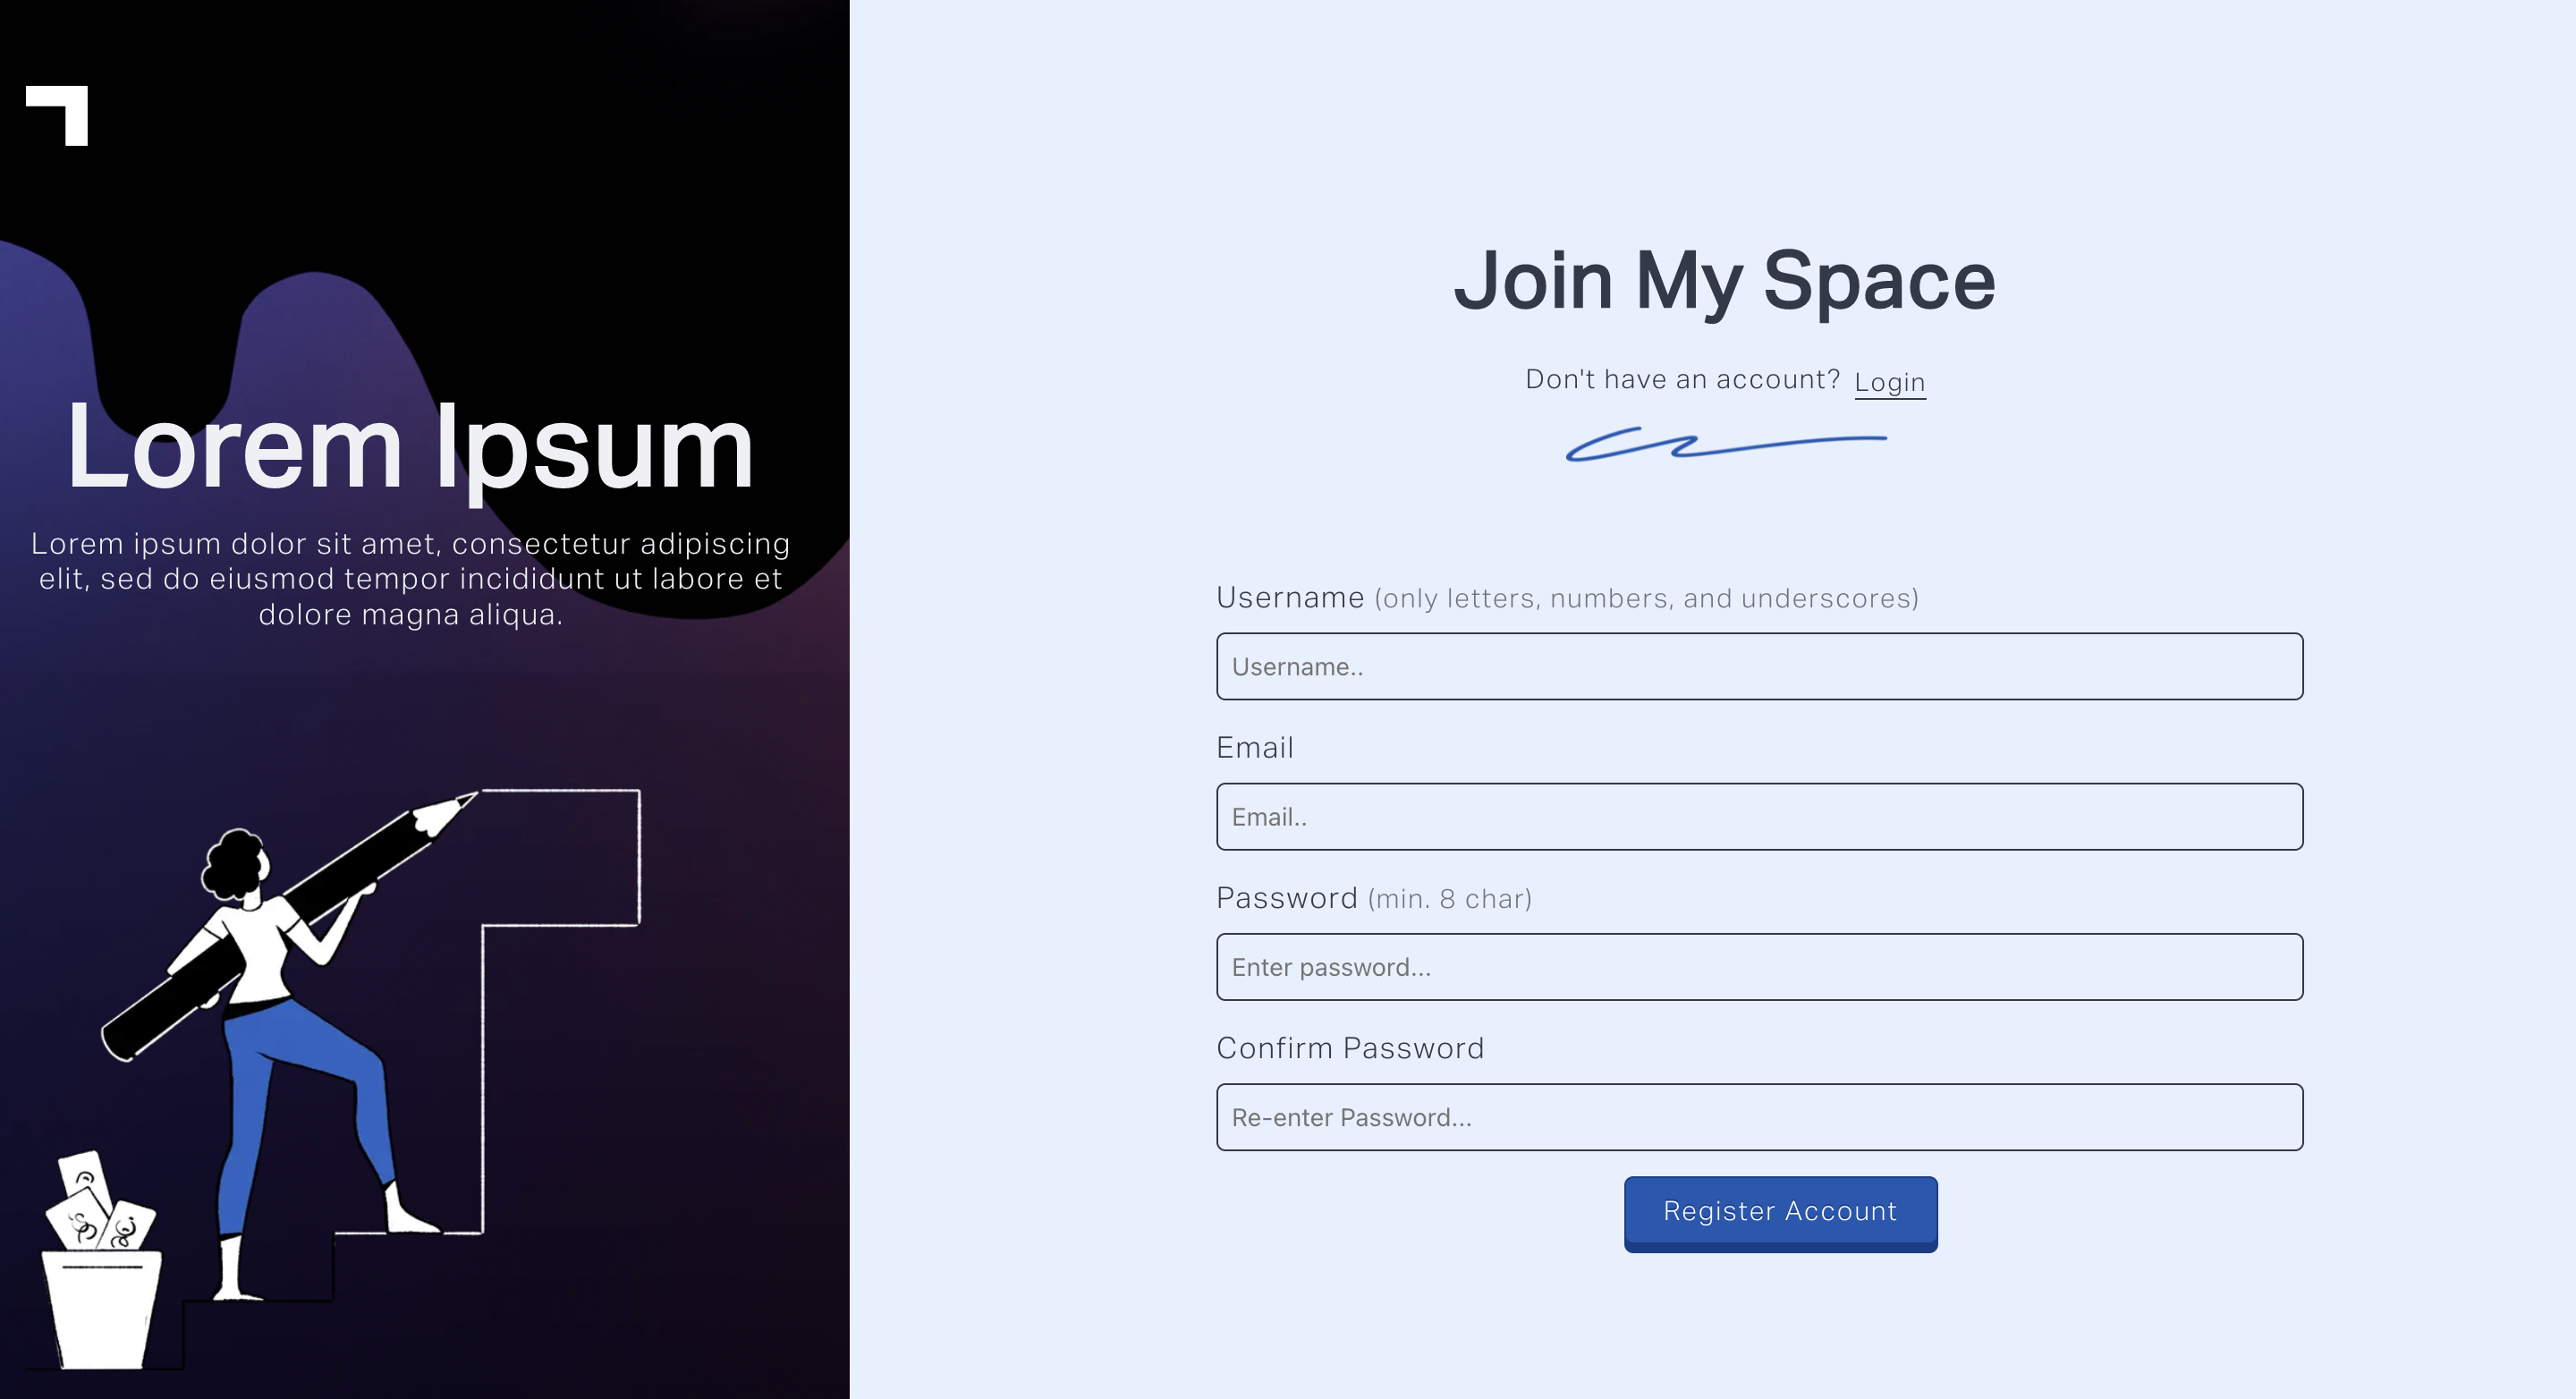 Lorem Ipsum
Lorem ipsum dolor sit amet, consectetur adipiscing
elit, sed do eiusmod tempor incididunt ut labore et
dolore magna aliqua.
Join My Space
Don't have an account? Login
Username (only letters, numbers, and underscores)
Username..
Email
Email..
Password (min. 8 char)
Enter password...
Confirm Password
Re-enter Password...
Register Account